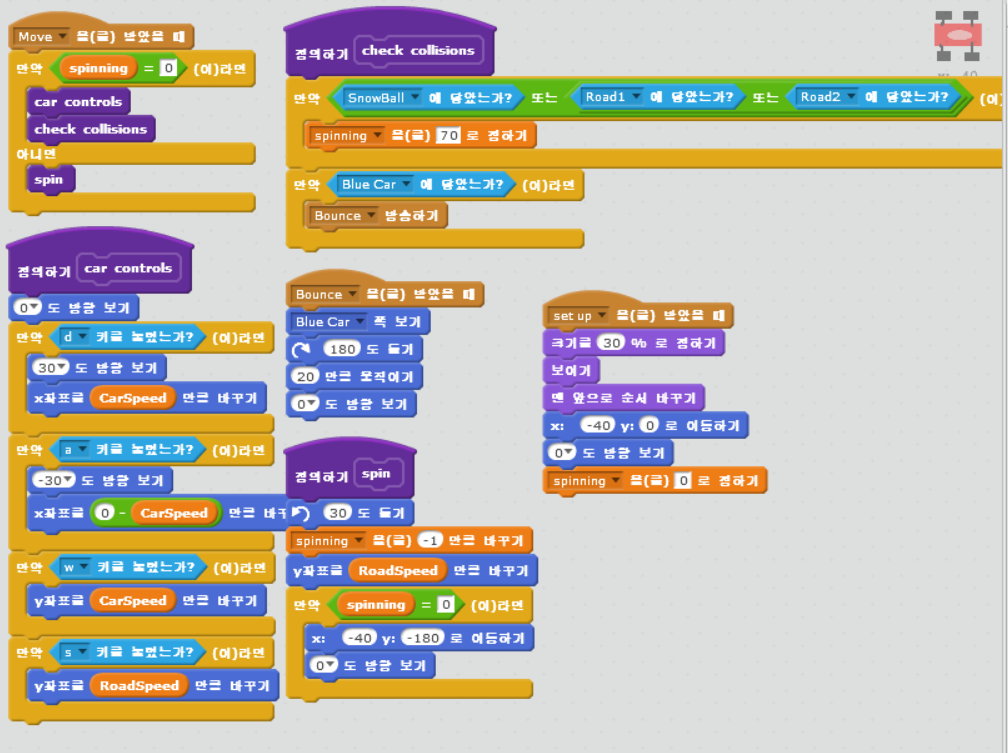 Move 을(를) 받았을 때
만약 spinning = 0 (이)라면
car controls
check collisions
아니면
spin
정의하기 car controls
0 도 방향 보기
만약 d 키를 눌렀는가? (이)라면
30 도 방향 보기
x좌표를 CarSpeed 만큼 바꾸기
만약 a 키를 눌렀는가? (이)라면
-30 도 방향 보기
x좌표를 0 - CarSpeed 만큼 바꾸
만약 w 키를 눌렀는가? (이)라면
y좌표를 CarSpeed 만큼 바꾸기
만약 s 키를 눌렀는가? (이)라면
y좌표를 RoadSpeed 만큼 바꾸기
정의하기 check collisions
만약 SnowBall 에 닿았는가? 또는 Road1 에 닿았는가? 또는 Road2 에 닿았는가? (이)
spinning 을(를) 70 로 정하기
만약 Blue Car 에 닿았는가? (이)라면
Bounce 방송하기
Bounce 을(를) 받았을 때
Blue Car 쪽 보기
180 도 돌기
20 만큼 움직이기
0 도 방향 보기
정의하기 spin
30 도 돌기
spinning 을(를) -1 만큼 바꾸기
y좌표를 RoadSpeed 만큼 바꾸기
만약 spinning = 0 (이)라면
x: -40 y: -180 로 이동하기
0 도 방향 보기
set up 을(를) 받았을 때
크기를 30 % 로 정하기
보이기
맨 앞으로 순서 바꾸기
x: -40 y: 0 로 이동하기
0 도 방향 보기
spinning 을(를) 0 로 정하기